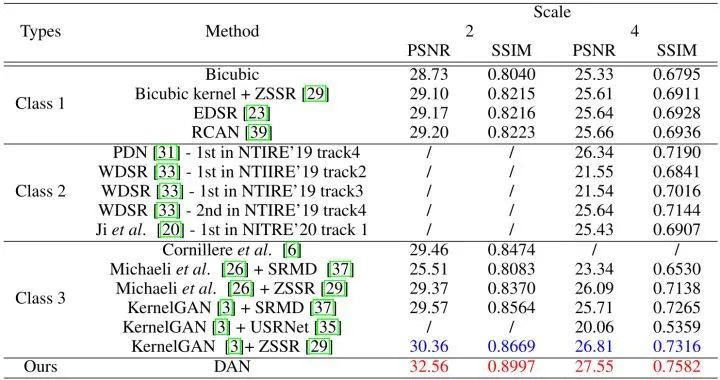 Types Method Scale
2 4
PSNR SSIM PSNR SSIM
Class 1
Bicubic 28.73 0.8040 25.33 0.6795
Bicubic kernel + ZSSR [29] 29.10 0.8215 25.61 0.6911
EDSR [23] 29.17 0.8216 25.64 0.6928
RCAN [39] 29.20 0.8223 25.66 0.6936
Class 2
PDN [31] - 1st in NTIRE'19 track4 / / 26.34 0.7190
WDSR [33] - 1st in NTIIRE'19 track2 / / 21.55 0.6841
WDSR [33] - 1st in NTIRE'19 track3 / / 21.54 0.7016
WDSR [33] - 2nd in NTIRE'19 track4 / / 25.64 0.7144
Ji et al. [20] - 1st in NITRE'20 track 1 / / 25.43 0.6907
Class 3
Cornillere et al. [6] 29.46 0.8474 / /
Michaeli et al. [26] + SRMD [37] 25.51 0.8083 23.34 0.6530
Michaeli et al. [26] + ZSSR [29] 29.37 0.8370 26.09 0.7138
KernelGAN [3] + SRMD [37] 29.57 0.8564 25.71 0.7265
KernelGAN [3] + USRNet [35] / / 20.06 0.5359
KernelGAN [3]+ ZSSR [29] 30.36 0.8669 26.81 0.7316
Ours DAN 32.56 0.8997 27.55 0.7582